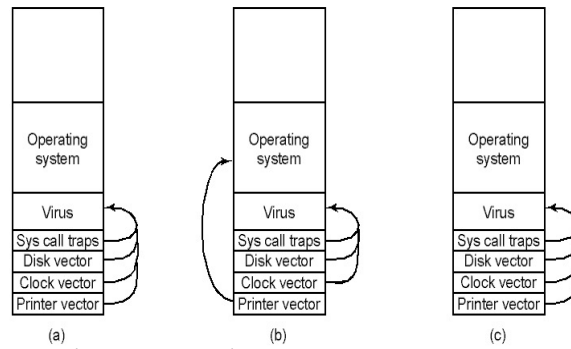 Operating
system
Virus
Sys call traps
Disk vector
Clock vector
Printer vector
(a)
Operating
system
Virus
Sys call traps
Disk vector
Clock vector
Printer vector
(b)
Operating
system
Virus
Sys call traps
Disk vector
Clock vector
Printer vector
(c)